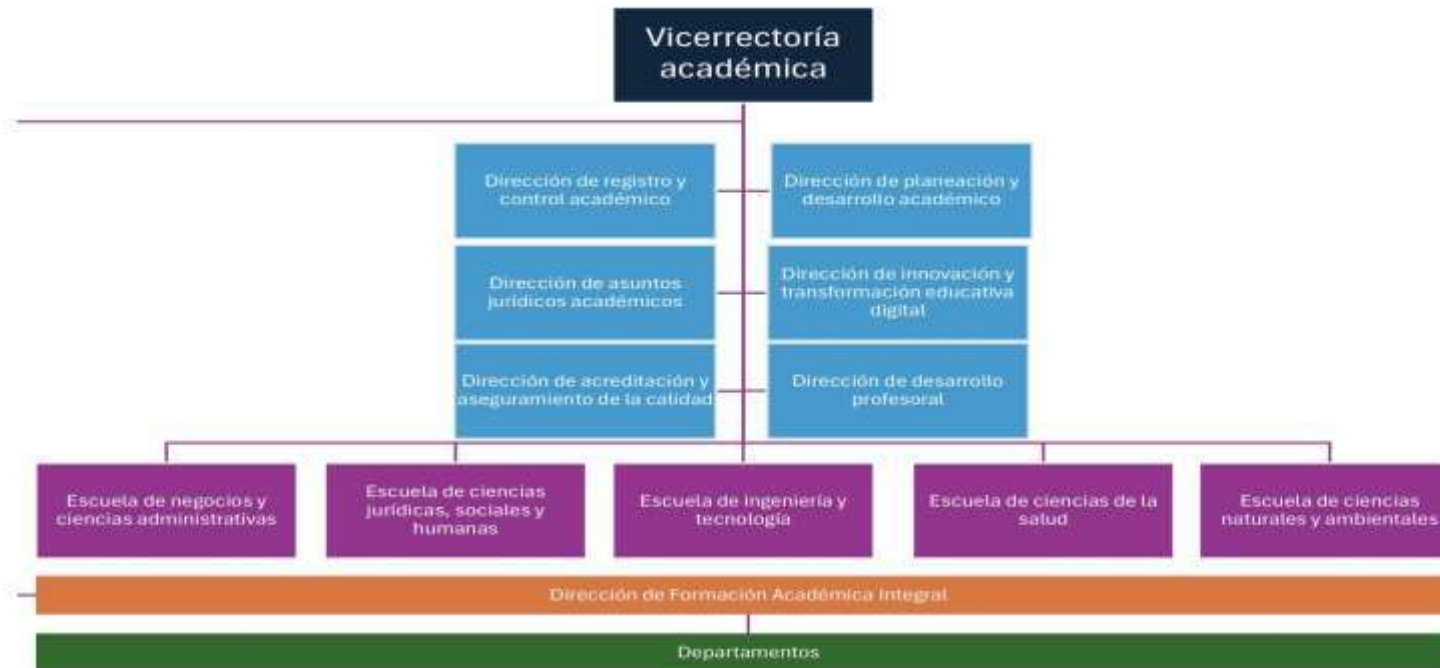 Vicerrectoría
académica
Dirección de registro y
control académico
Dirección de planeación y
desarrollo académico
Dirección de asuntos
jurídicos académicos
Dirección de innovación y
transformación educativa
digital
Dirección de acreditación y
aseguramiento de la calidad
Dirección de desarrollo
profesoral
Escuela de negocios y
ciencias administrativas
Escuela de ciencias
jurídicas, sociales y
humanas
Escuela de ingeniería y
tecnología
Escuela de ciencias de la
salud
Escuela de ciencias
naturales y ambientales
Dirección de Formación Académica Integral
Departamentos